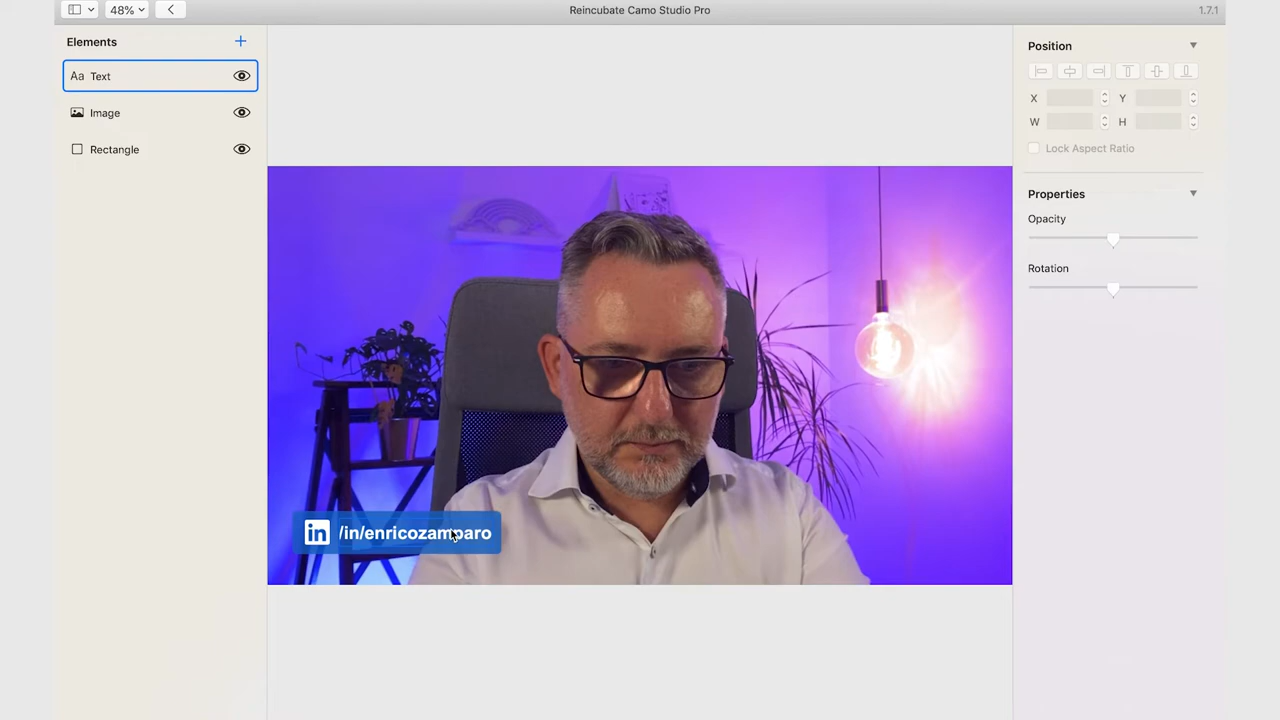 48%
Reincubate Camo Studio Pro
1.7.1
Elements
Aa Text
Image
Rectangle
in /in/enricozamparo
Position
X
Y
W
H
Lock Aspect Ratio
Properties
Opacity
Rotation